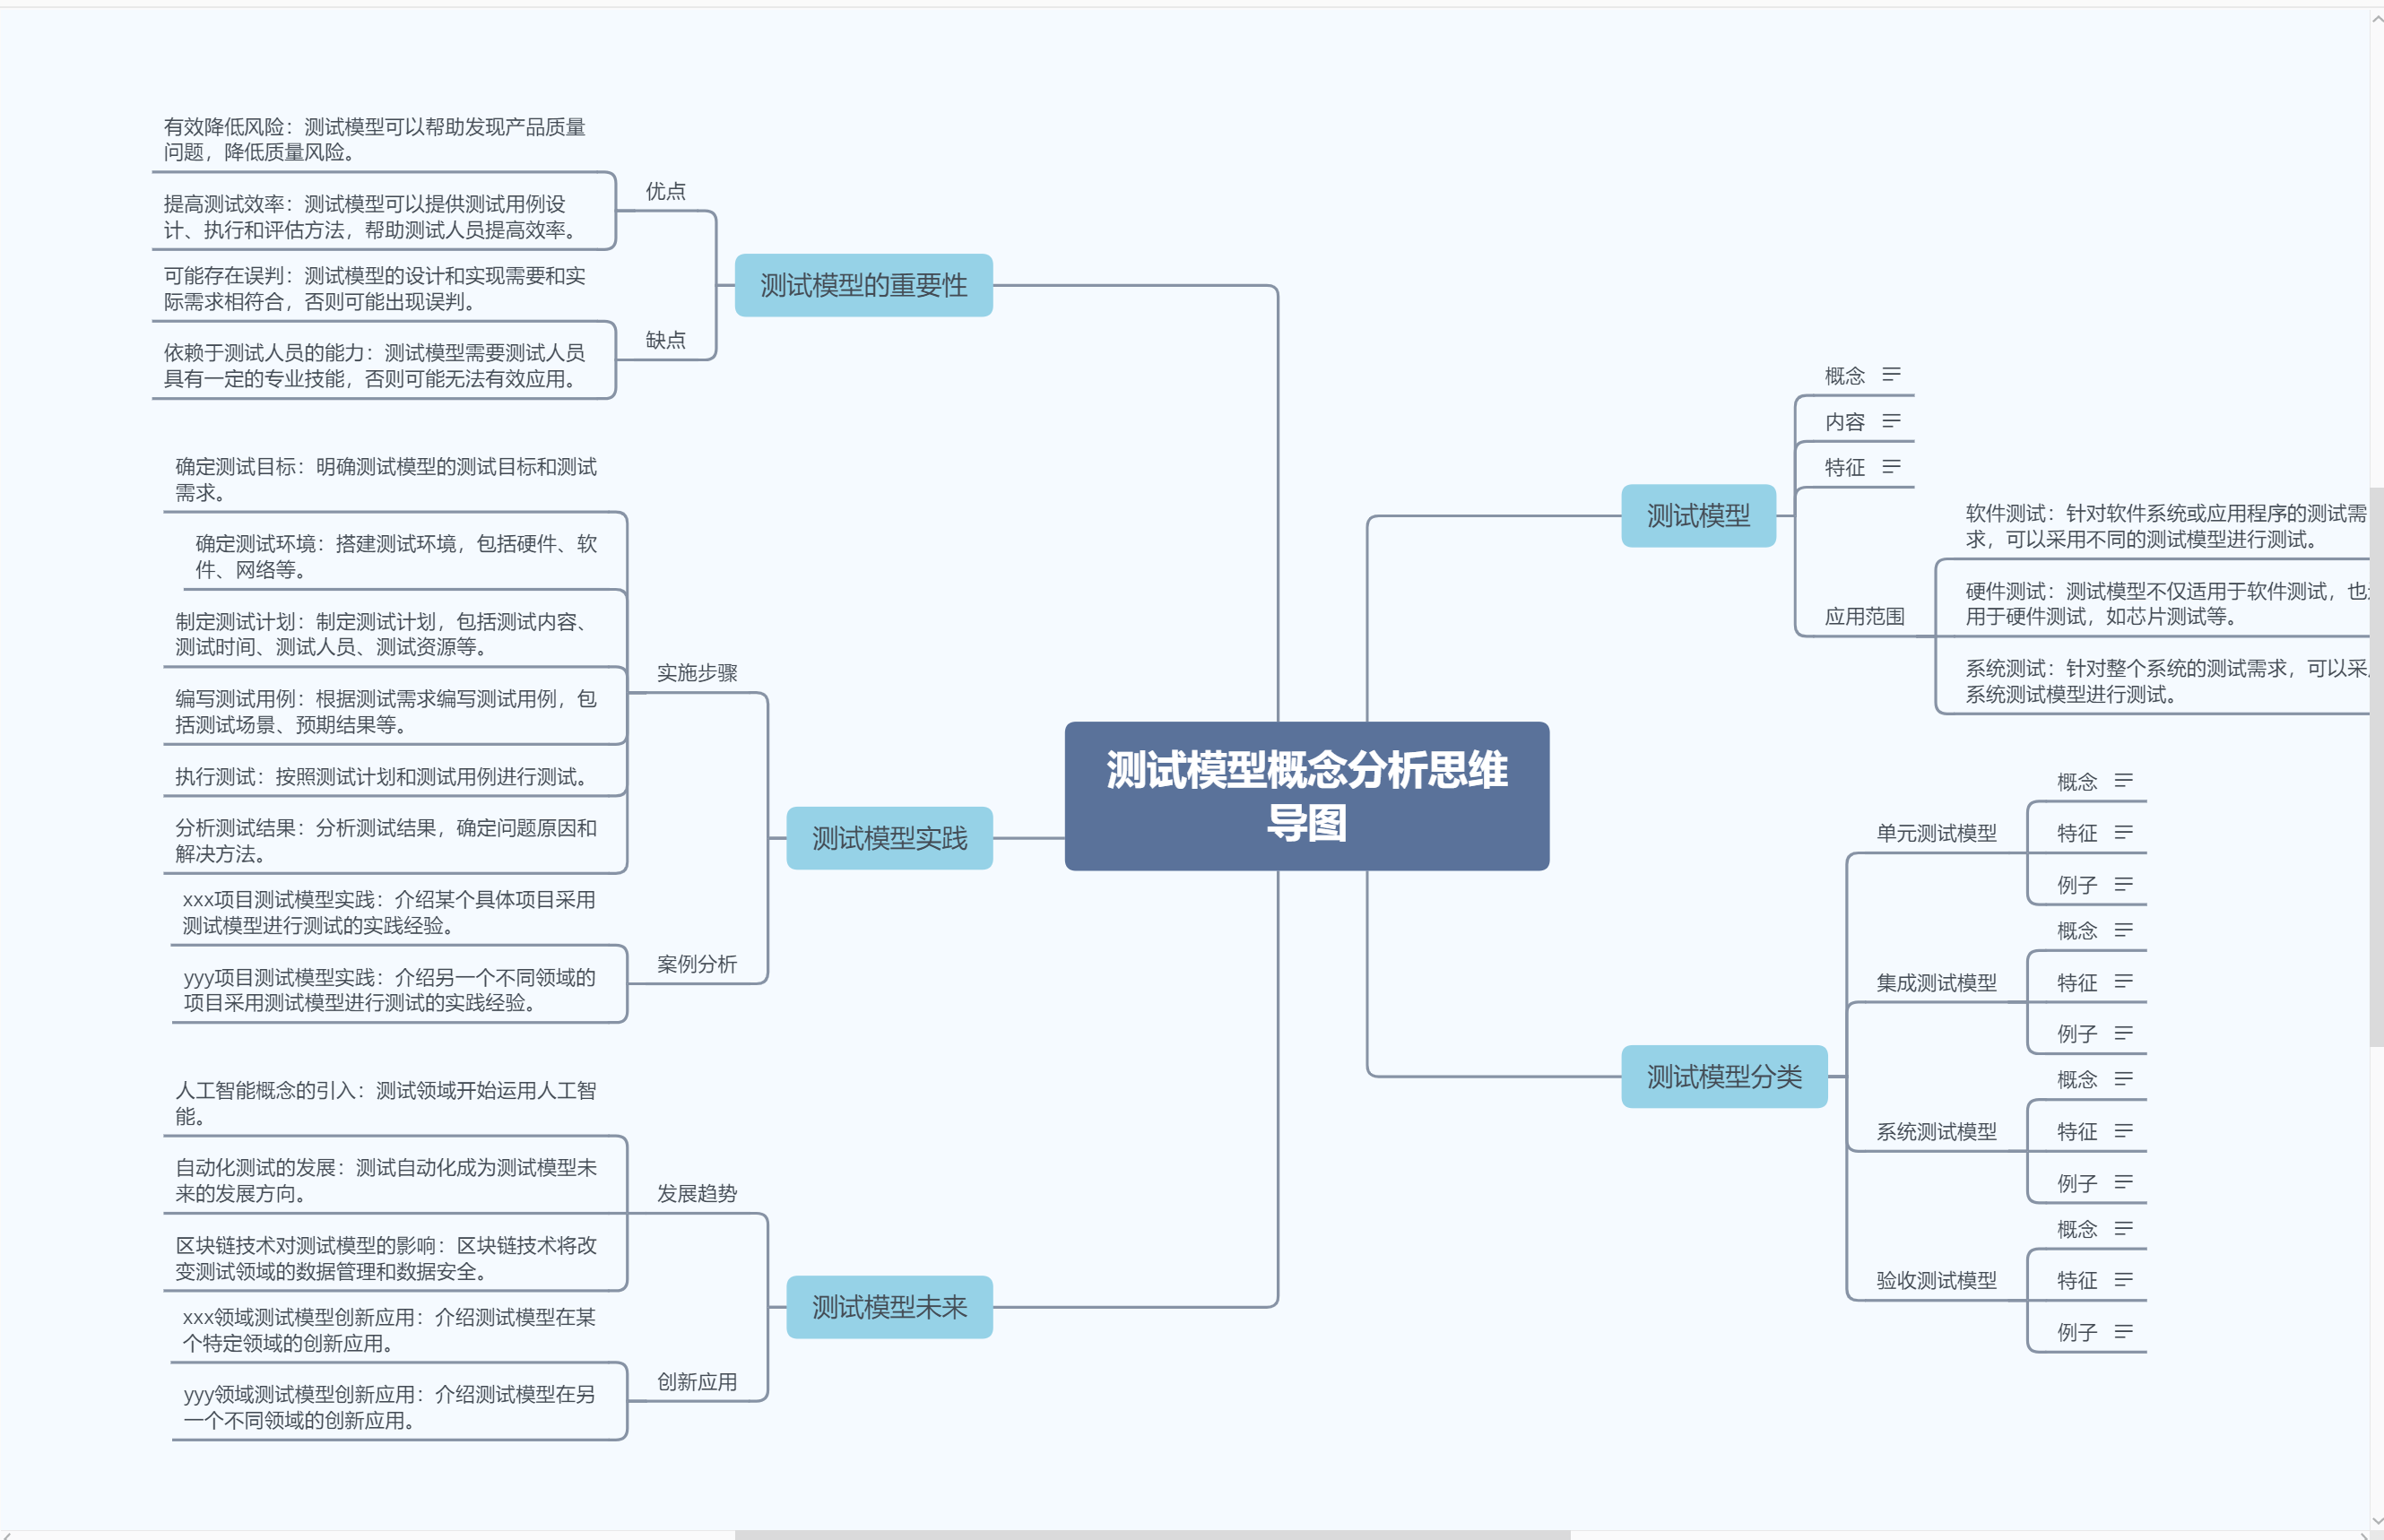 测试模型概念分析思维
导图
测试模型的重要性
优点
有效降低风险：测试模型可以帮助发现产品质量
问题，降低质量风险。
提高测试效率：测试模型可以提供测试用例设
计、执行和评估方法，帮助测试人员提高效率。
缺点
可能存在误判：测试模型的设计和实现需要和实
际需求相符合，否则可能出现误判。
依赖于测试人员的能力：测试模型需要测试人员
具有一定的专业技能，否则可能无法有效应用。
测试模型实践
实施步骤
确定测试目标：明确测试模型的测试目标和测试
需求。
确定测试环境：搭建测试环境，包括硬件、软
件、网络等。
制定测试计划：制定测试计划，包括测试内容、
测试时间、测试人员、测试资源等。
编写测试用例：根据测试需求编写测试用例，包
括测试场景、预期结果等。
执行测试：按照测试计划和测试用例进行测试。
分析测试结果：分析测试结果，确定问题原因和
解决方法。
案例分析
xxx项目测试模型实践：介绍某个具体项目采用
测试模型进行测试的实践经验。
yyy项目测试模型实践：介绍另一个不同领域的
项目采用测试模型进行测试的实践经验。
测试模型未来
发展趋势
人工智能概念的引入：测试领域开始运用人工智
能。
自动化测试的发展：测试自动化成为测试模型未
来的发展方向。
区块链技术对测试模型的影响：区块链技术将改
变测试领域的数据管理和数据安全。
创新应用
xxx领域测试模型创新应用：介绍测试模型在某
个特定领域的创新应用。
yyy领域测试模型创新应用：介绍测试模型在另
一个不同领域的创新应用。
测试模型
概念
内容
特征
应用范围
软件测试：针对软件系统或应用程序的测试需
求，可以采用不同的测试模型进行测试。
硬件测试：测试模型不仅适用于软件测试，也
用于硬件测试，如芯片测试等。
系统测试：针对整个系统的测试需求，可以采
系统测试模型进行测试。
测试模型分类
单元测试模型
概念
特征
例子
集成测试模型
概念
特征
例子
系统测试模型
概念
特征
例子
验收测试模型
概念
特征
例子